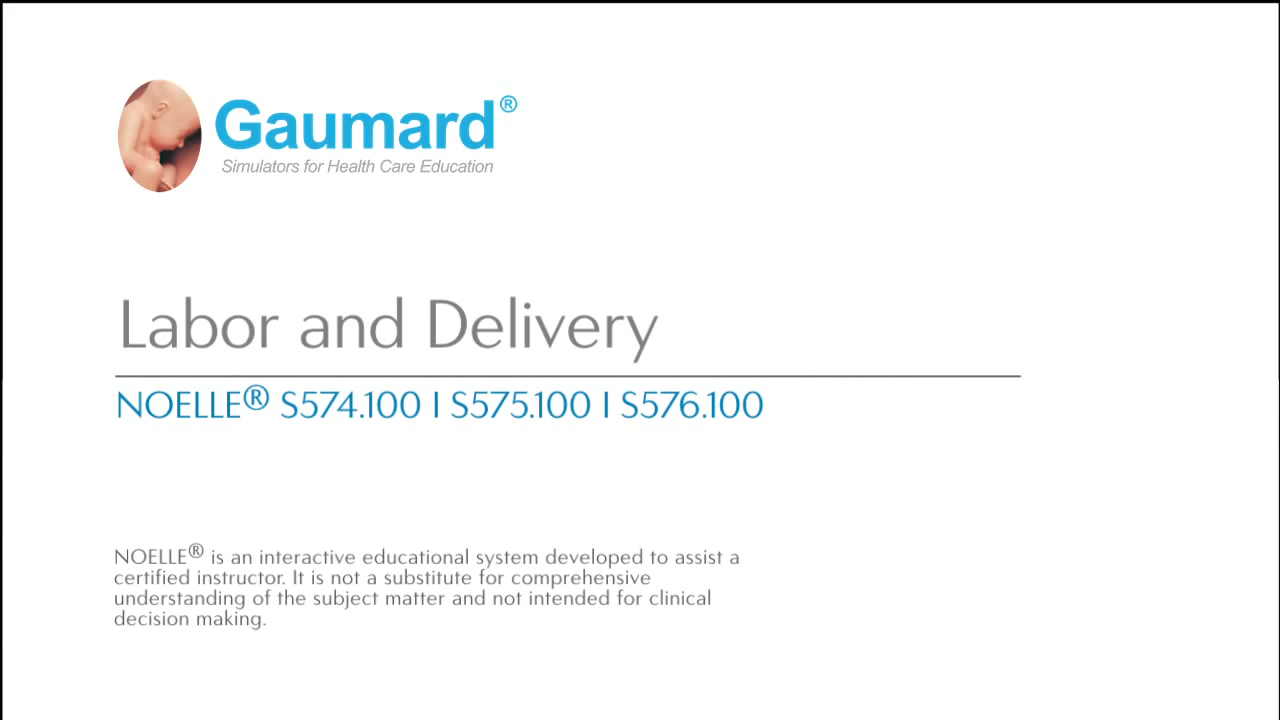 Gaumard®
Simulators for Health Care Education
Labor and Delivery
NOELLE® S574.100 | S575.100 | S576.100
NOELLE® is an interactive educational system developed to assist a
certified instructor. It is not a substitute for comprehensive
understanding of the subject matter and not intended for clinical
decision making.